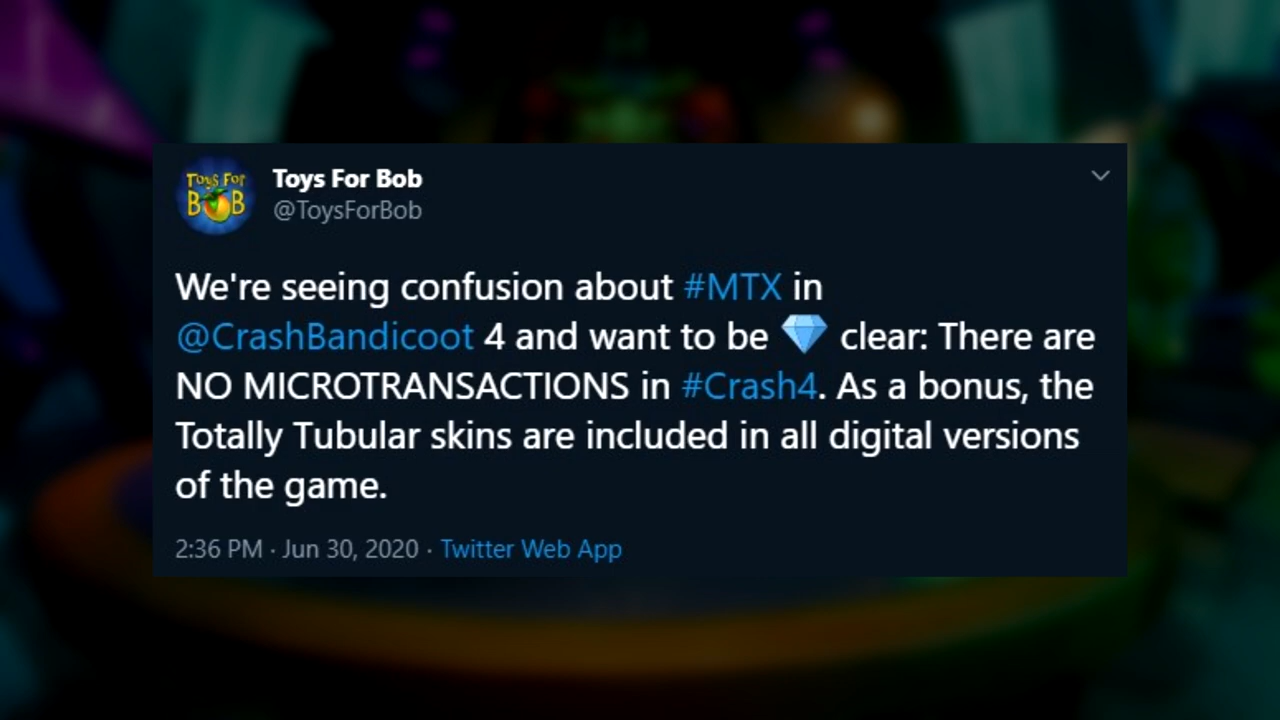 TOYS FOR
BOB
Toys For Bob
@ToysForBob
We're seeing confusion about #MTX in
@CrashBandicoot 4 and want to be 💎 clear: There are
NO MICROTRANSACTIONS in #Crash4. As a bonus, the
Totally Tubular skins are included in all digital versions
of the game.
2:36 PM · Jun 30, 2020 · Twitter Web App